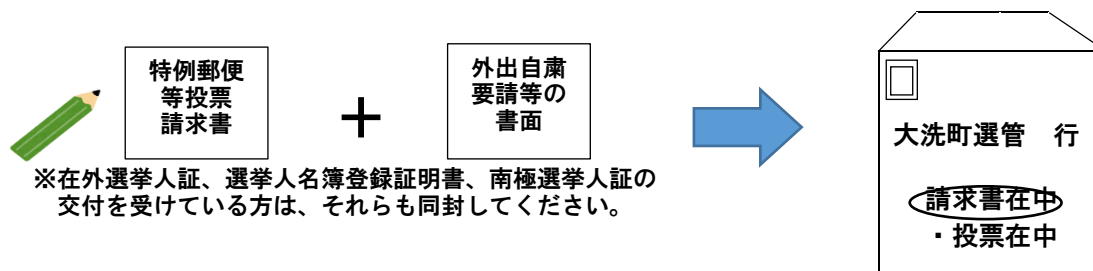 特例郵便
等投票
請求書
＋
外出自粛
要請等の
書面
※在外選挙人証、選挙人名簿登録証明書、南極選挙人証の
交付を受けている方は、それらも同封してください。
大洗町選管　行
請求書在中
・投票在中